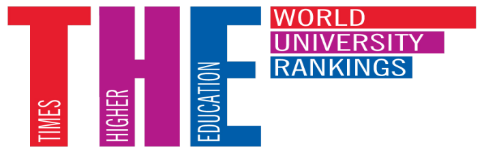 THE
TIMES
HIGHER
EDUCATION
WORLD
UNIVERSITY
RANKINGS